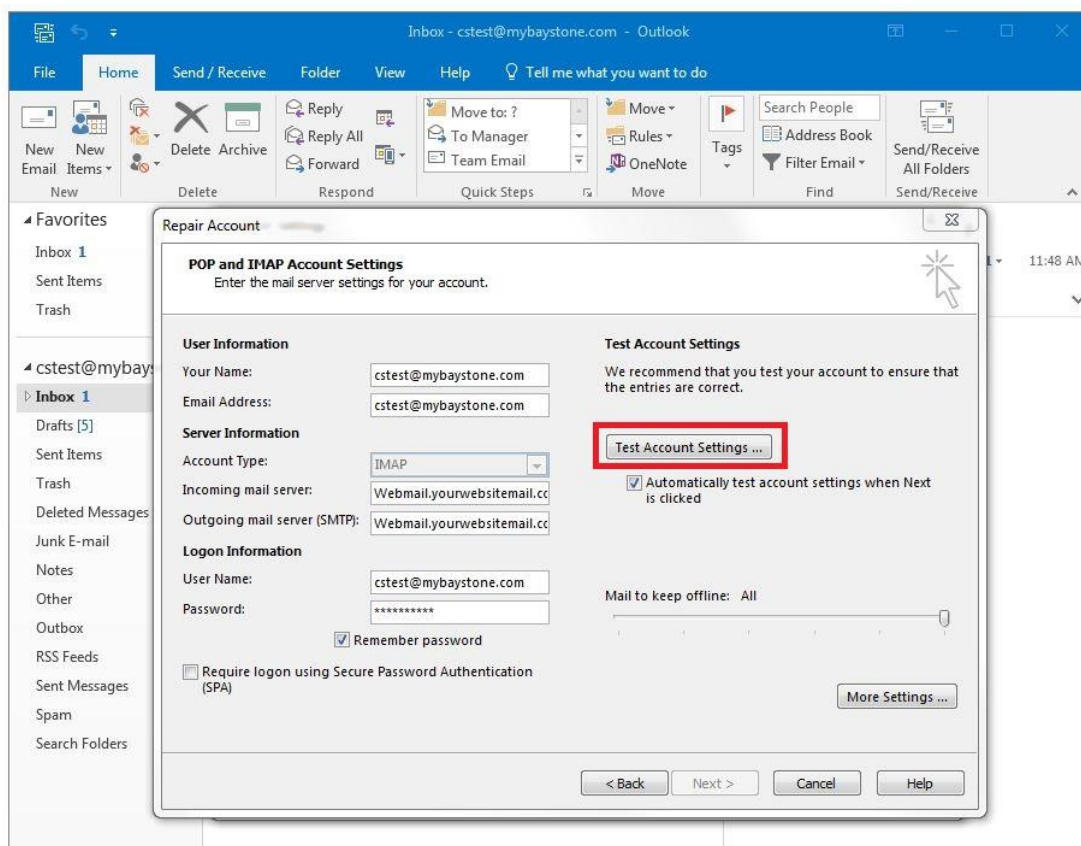 Inbox - cstest@mybaystone.com - Outlook
File Home Send / Receive Folder View Help Tell me what you want to do
New Email
New Items
Delete
Archive
Reply
Reply All
Forward
Move to: ?
To Manager
Team Email
Move
Rules
OneNote
Tags
Search People
Address Book
Filter Email
Send/Receive All Folders
New Delete Respond Quick Steps Move Find Send/Receive
Favorites
Inbox 1
Sent Items
Trash
cstest@mybay
Inbox 1
Drafts [5]
Sent Items
Trash
Deleted Messages
Junk E-mail
Notes
Other
Outbox
RSS Feeds
Sent Messages
Spam
Search Folders
11:48 AM
Repair Account
POP and IMAP Account Settings
Enter the mail server settings for your account.
User Information
Your Name: cstest@mybaystone.com
Email Address: cstest@mybaystone.com
Server Information
Account Type: IMAP
Incoming mail server: Webmail.yourwebsitemail.cc
Outgoing mail server (SMTP): Webmail.yourwebsitemail.cc
Logon Information
User Name: cstest@mybaystone.com
Password: **********
Remember password
Require logon using Secure Password Authentication
(SPA)
Test Account Settings
We recommend that you test your account to ensure that
the entries are correct.
Test Account Settings ...
Automatically test account settings when Next
is clicked
Mail to keep offline: All
More Settings ...
< Back Next > Cancel Help